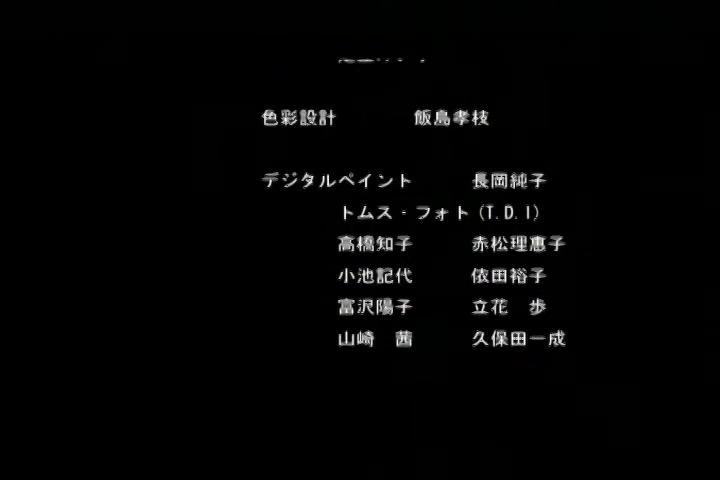 色彩設計　飯島孝枝
デジタルペイント　長岡純子
トムス・フォト(T.D.I)
高橋知子　赤松理恵子
小池記代　依田裕子
富沢陽子　立花　歩
山崎　茜　久保田一成